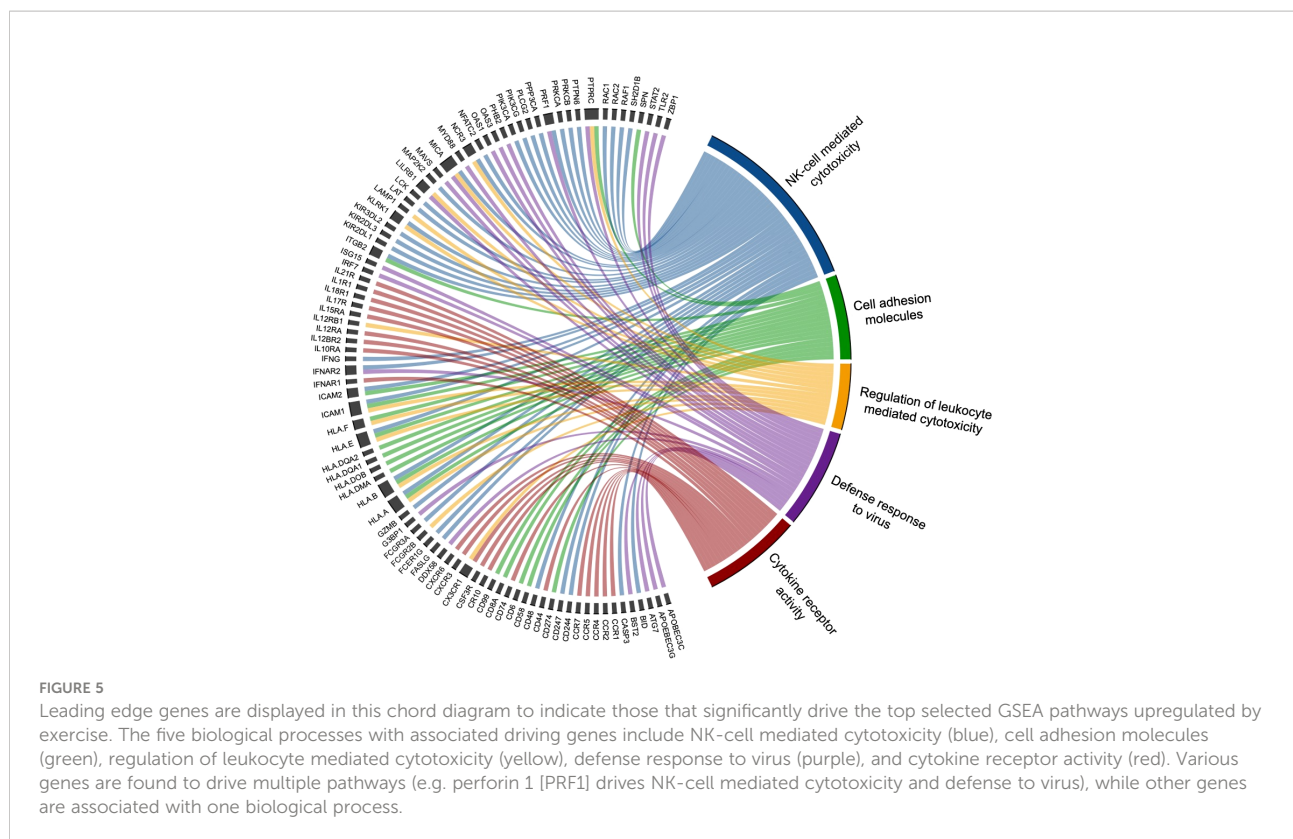 PTPRC
RAC1
RAC2
RAF1
SH2D1B
SPN
STAT2
TLR2
ZBP1
PTPN6
PRKCB
PRKCA
PRF1
PPP3CA
PLCG2
PIK3CG
PIK3CA
PHB2
OAS3
OAS1
NFATC2
NCR3
MYD88
MICA
MAVS
MAP2K2
LILRB1
LCK
LAT
LAMP1
KLRK1
KIR3DL2
KIR2DL3
KIR2DL1
ITGB2
ISG15
IRF7
IL21R
IL1R1
IL18R1
IL17R
IL15RA
IL12RB1
IL12RA
IL12BR2
IL10RA
IFNG
IFNAR2
IFNAR1
ICAM2
ICAM1
HLA.F
HLA.E
HLA.DQA2
HLA.DQA1
HLA.DOB
HLA.DMA
HLA.B
HLA.A
GZMB
G3BP1
FCGR3A
FCGR2B
FCER1G
FASLG
DDX58
CXCR6
CXCR3
CX3CR1
CSF3R
CR10
CD99
CD8A
CD74
CD6
CD58
CD48
CD44
CD274
CD247
CD244
CCR7
CCR5
CCR4
CCR2
CCR1
CASP3
BST2
BID
ATG7
APOEBEC3G
APOBEC3C
NK-cell mediated
cytotoxicity
Cell adhesion
molecules
Regulation of leukocyte
mediated cytotoxicity
Defense response
to virus
Cytokine receptor
activity
FIGURE 5
Leading edge genes are displayed in this chord diagram to indicate those that significantly drive the top selected GSEA pathways upregulated by
exercise. The five biological processes with associated driving genes include NK-cell mediated cytotoxicity (blue), cell adhesion molecules
(green), regulation of leukocyte mediated cytotoxicity (yellow), defense response to virus (purple), and cytokine receptor activity (red). Various
genes are found to drive multiple pathways (e.g. perforin 1 [PRF1] drives NK-cell mediated cytotoxicity and defense to virus), while other genes
are associated with one biological process.